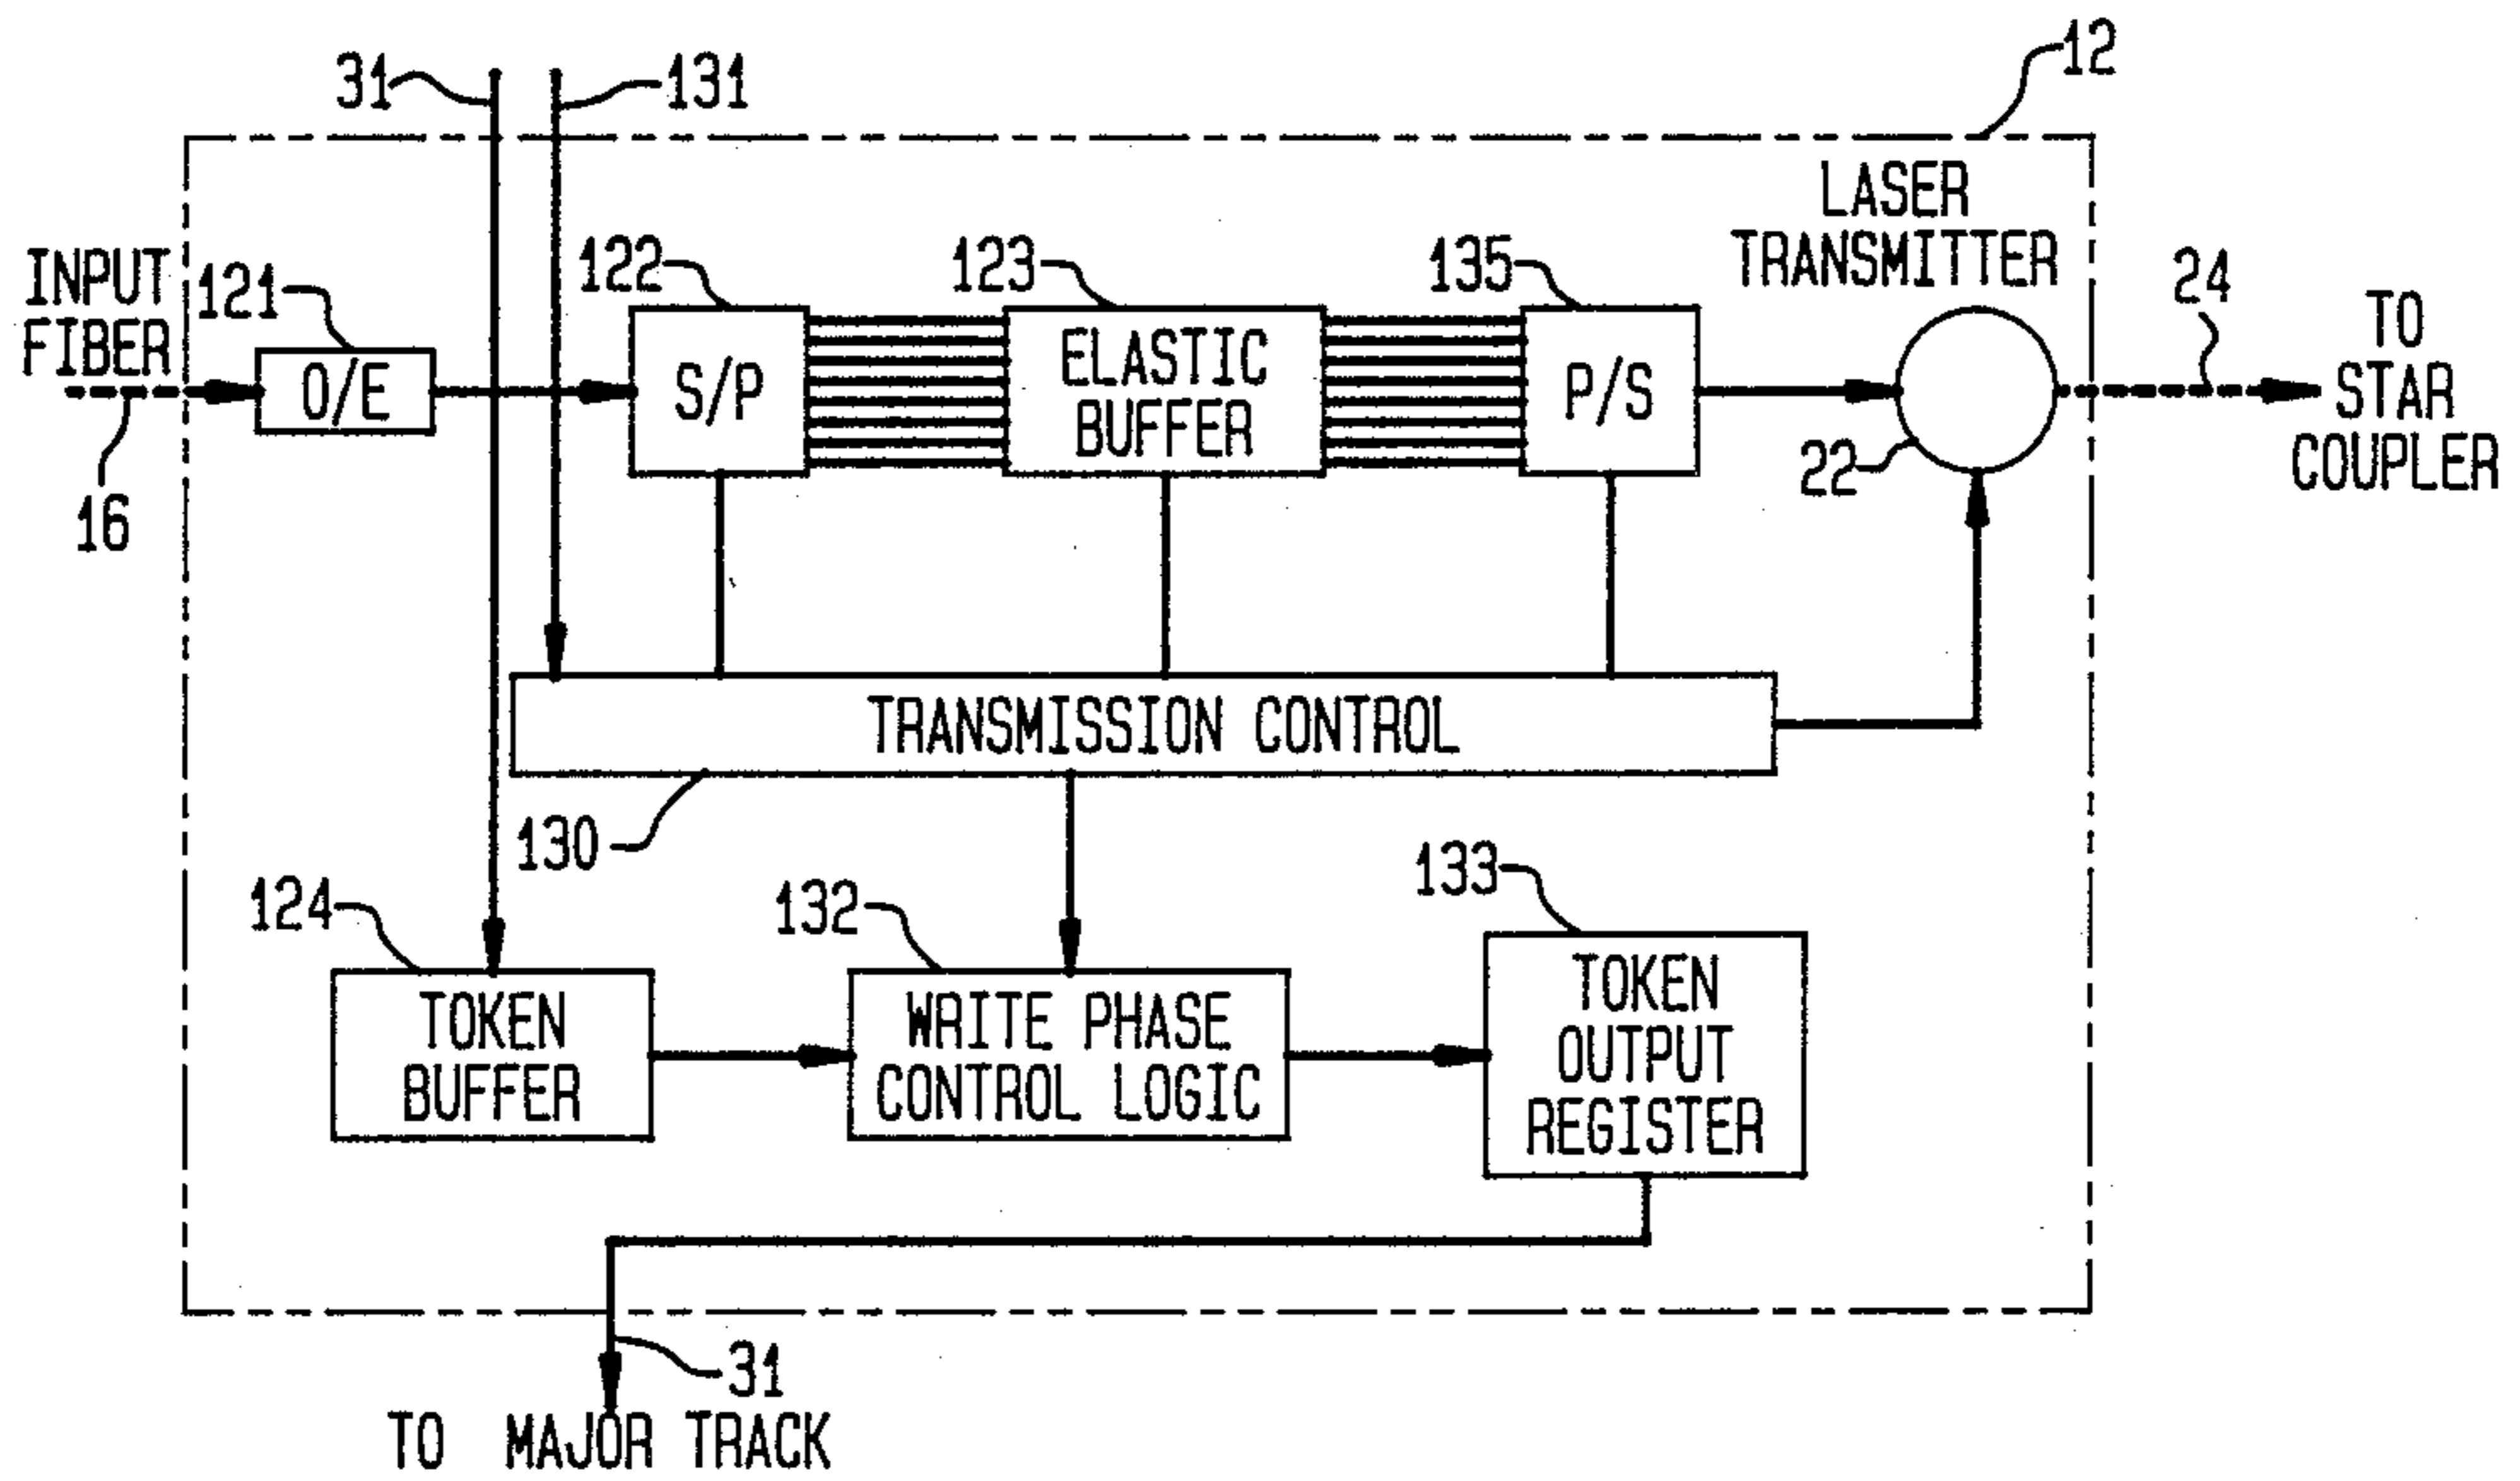 12
31
131
LASER
TRANSMITTER
INPUT
FIBER
121
122
123
135
24
TO
STAR
COUPLER
O/E
S/P
ELASTIC
BUFFER
P/S
22
16
TRANSMISSION CONTROL
130
124
132
133
TOKEN
BUFFER
WRITE PHASE
CONTROL LOGIC
TOKEN
OUTPUT
REGISTER
31
TO MAJOR TRACK